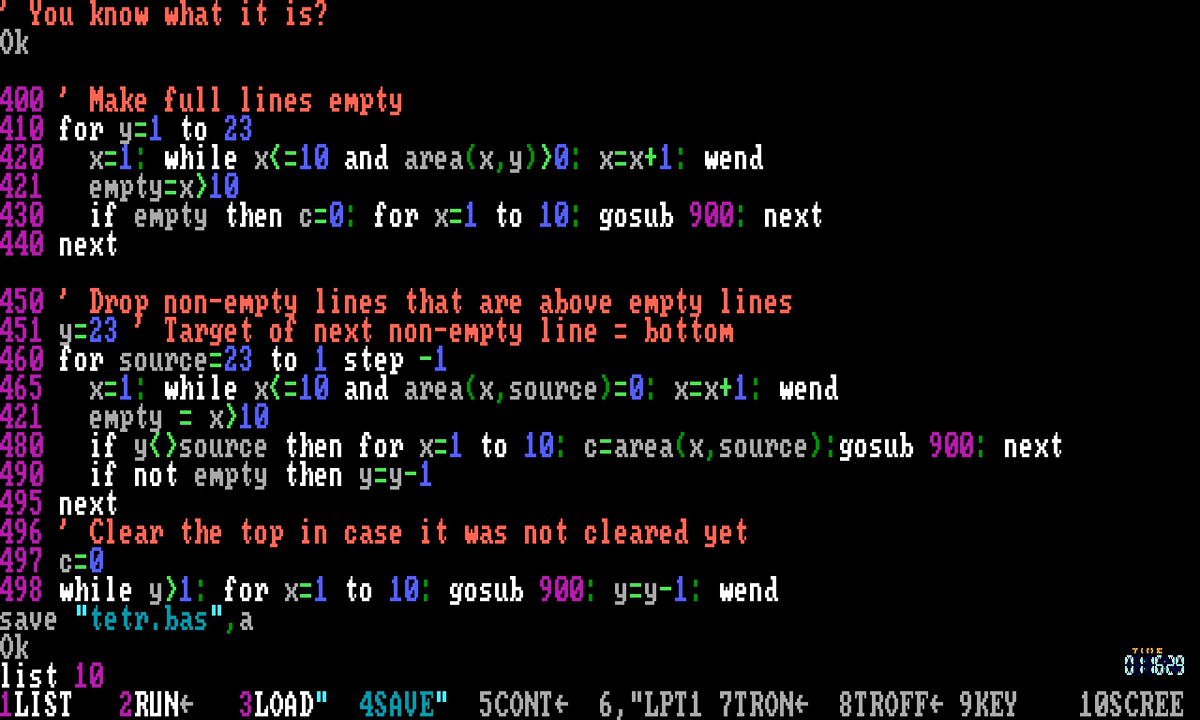 ' You know what it is?
Ok
400 ' Make full lines empty
410 for y=1 to 23
420   x=1: while x<=10 and area(x,y)>0: x=x+1: wend
421   empty=x>10
430   if empty then c=0: for x=1 to 10: gosub 900: next
440 next
450 ' Drop non-empty lines that are above empty lines
451 y=23 ' Target of next non-empty line = bottom
460 for source=23 to 1 step -1
465   x=1: while x<=10 and area(x,source)=0: x=x+1: wend
421   empty = x>10
480   if y<>source then for x=1 to 10: c=area(x,source):gosub 900: next
490   if not empty then y=y-1
495 next
496 ' Clear the top in case it was not cleared yet
497 c=0
498 while y>1: for x=1 to 10: gosub 900: y=y-1: wend
save "tetr.bas",a
Ok
list 10
TIME
011629
1LIST 2RUN← 3LOAD" 4SAVE" 5CONT← 6,"LPT1 7TRON← 8TROFF← 9KEY 10SCREE